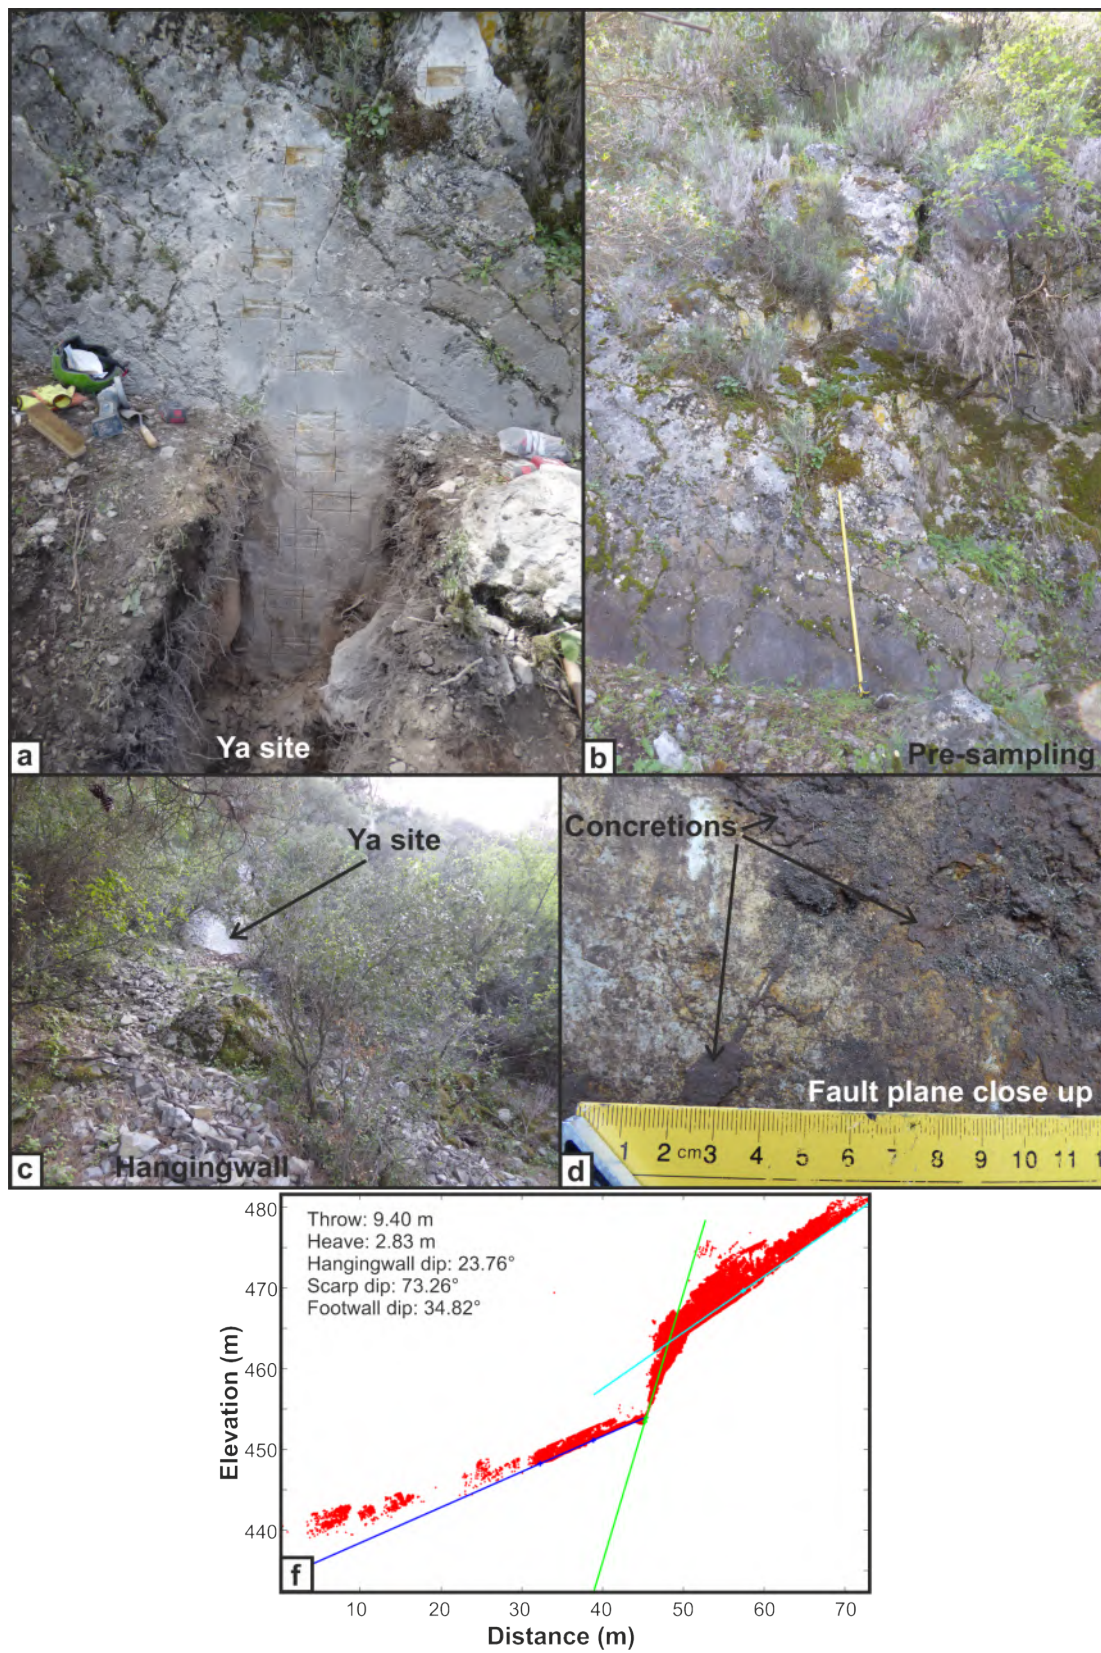 a
Ya site
b
Pre-sampling
Ya site
c
Hangingwall
Concretions
Fault plane close up
1 2 cm 3 4 5 6 7 8 9 10 11 1
d
Throw: 9.40 m
Heave: 2.83 m
Hangingwall dip: 23.76°
Scarp dip: 73.26°
Footwall dip: 34.82°
480
470
460
450
440
Elevation (m)
f
10 20 30 40 50 60 70
Distance (m)